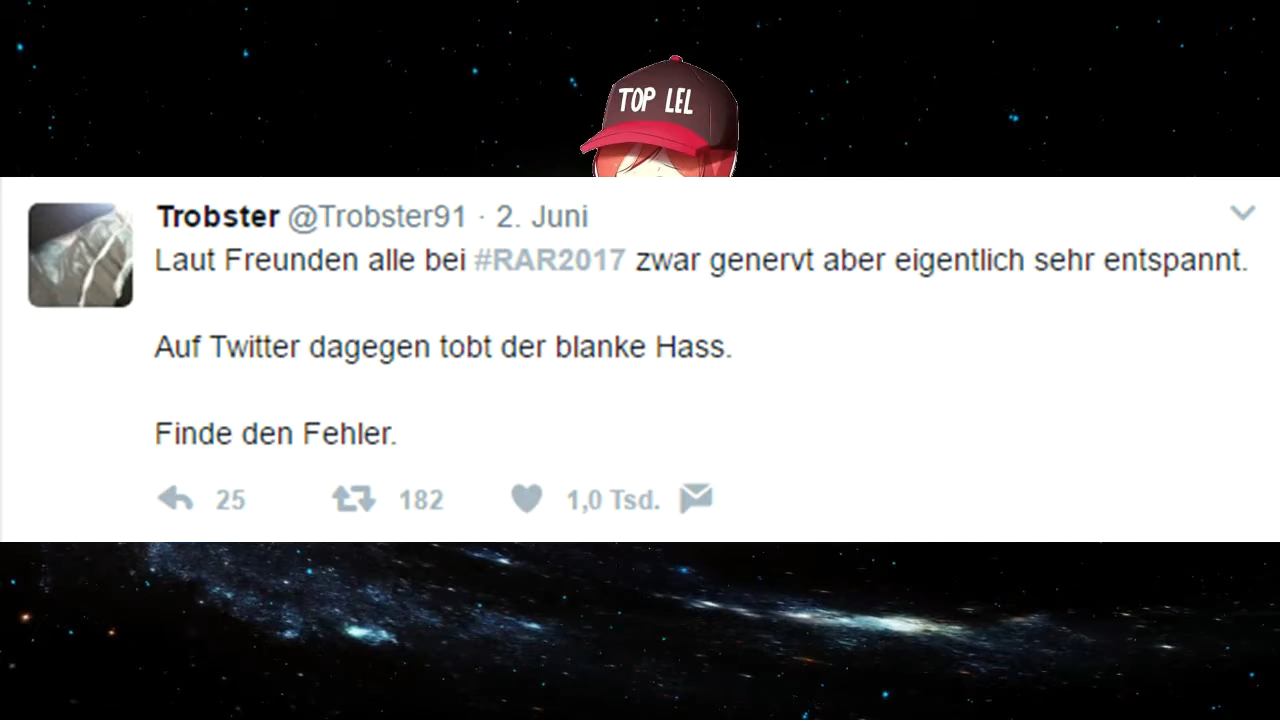 TOP LEL
Trobster @Trobster91 · 2. Juni
Laut Freunden alle bei #RAR2017 zwar genervt aber eigentlich sehr entspannt.
Auf Twitter dagegen tobt der blanke Hass.
Finde den Fehler.
25 182 1,0 Tsd.